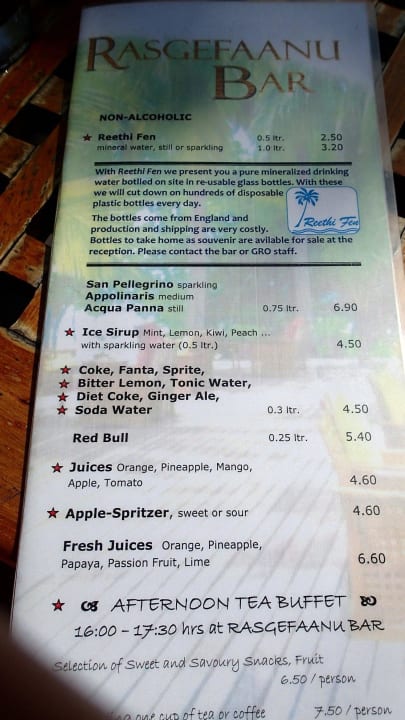 RASGEFAANU
BAR
NON-ALCOHOLIC
Reethi Fen 0.5 ltr. 2.50
mineral water, still or sparkling 1.0 ltr. 3.20
With Reethi Fen we present you a pure mineralized drinking
water botlled on site in re-usable glass bottles. With these
we will cut down on hundreds of disposable
plastic bottles every day.
The bottles come from England and
production and shipping are very costly.
Bottles to take home as souvenir are avilable for sale at the
reception. Please contact the bar or GRO staff.
Reethi Fen
San Pellegrino sparkling
Appolinaris medium
Acqua Panna still 0.75 ltr. 6.90
Ice Sirup Mint, Lemon, Kiwi, Peach ...
with sparkling water (0.5 ltr.) 4.50
Coke, Fanta, Sprite,
Bitter Lemon, Tonic Water,
Diet Coke, Ginger Ale,
Soda Water 0.3 ltr. 4.50
Red Bull 0.25 ltr. 5.40
Juices Orange, Pineapple, Mango,
Apple, Tomato 4.60
Apple-Spritzer, sweet or sour 4.60
Fresh Juices Orange, Pineapple,
Papaya, Passion Fruit, Lime 6.60
AFTERNOON TEA BUFFET
16:00 – 17:30 hrs at RASGEFAANU BAR
Selection of Sweet and Savoury Snacks, Fruit
6.50 / person
one cup of tea or coffee 7.50 / person